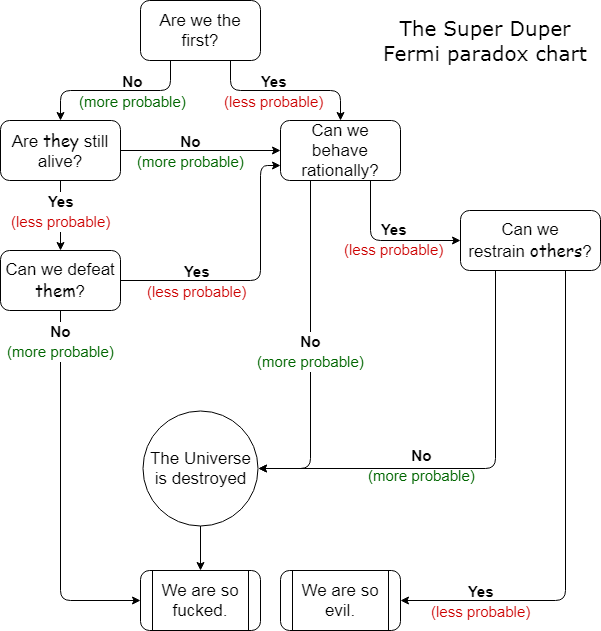 The Super Duper
Fermi paradox chart
Are we the
first?
No
(more probable)
Yes
(less probable)
Are they still
alive?
No
(more probable)
Can we
behave
rationally?
Yes
(less probable)
Yes
(less probable)
Can we
restrain others?
Can we defeat
them?
Yes
(less probable)
No
(more probable)
No
(more probable)
The Universe
is destroyed
No
(more probable)
We are so
fucked.
We are so
evil.
Yes
(less probable)